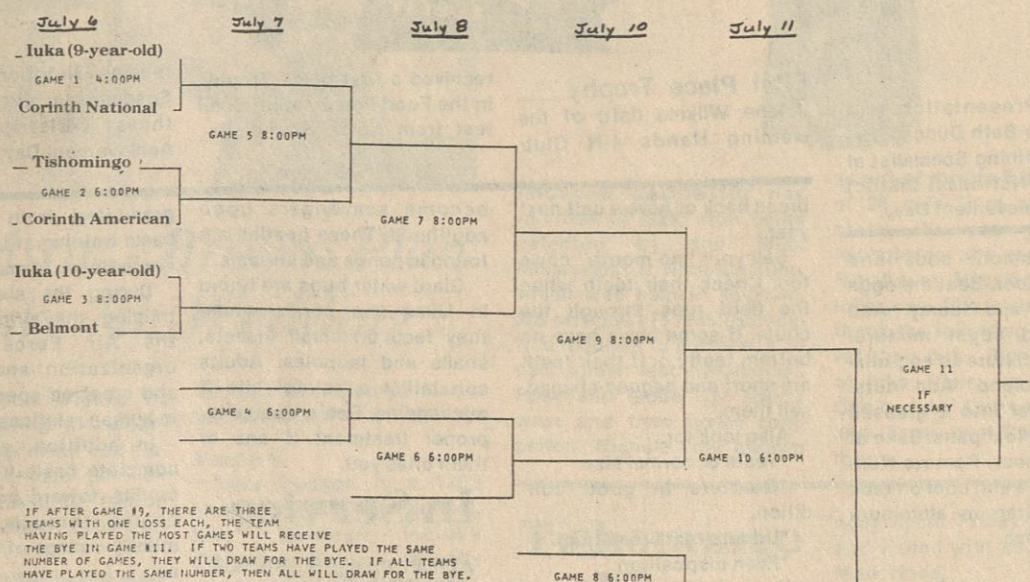 July 6
July 7
July 8
July 10
July 11
Iuka (9-year-old)
GAME 1 4:00PM
Corinth National
GAME 5 8:00PM
Tishomingo
GAME 2 6:00PM
Corinth American
GAME 7 8:00PM
Iuka (10-year-old)
GAME 3 8:00PM
Belmont
GAME 9 8:00PM
GAME 11
IF
NECESSARY
GAME 4 6:00PM
GAME 6 6:00PM
GAME 10 6:00PM
IF AFTER GAME #9, THERE ARE THREE
TEAMS WITH ONE LOSS EACH, THE TEAM
HAVING PLAYED THE MOST GAMES WILL RECEIVE
THE BYE IN GAME #11. IF TWO TEAMS HAVE PLAYED THE SAME
NUMBER OF GAMES, THEY WILL DRAW FOR THE BYE. IF ALL TEAMS
HAVE PLAYED THE SAME NUMBER, THEN ALL WILL DRAW FOR THE BYE.
GAME 8 6:00PM